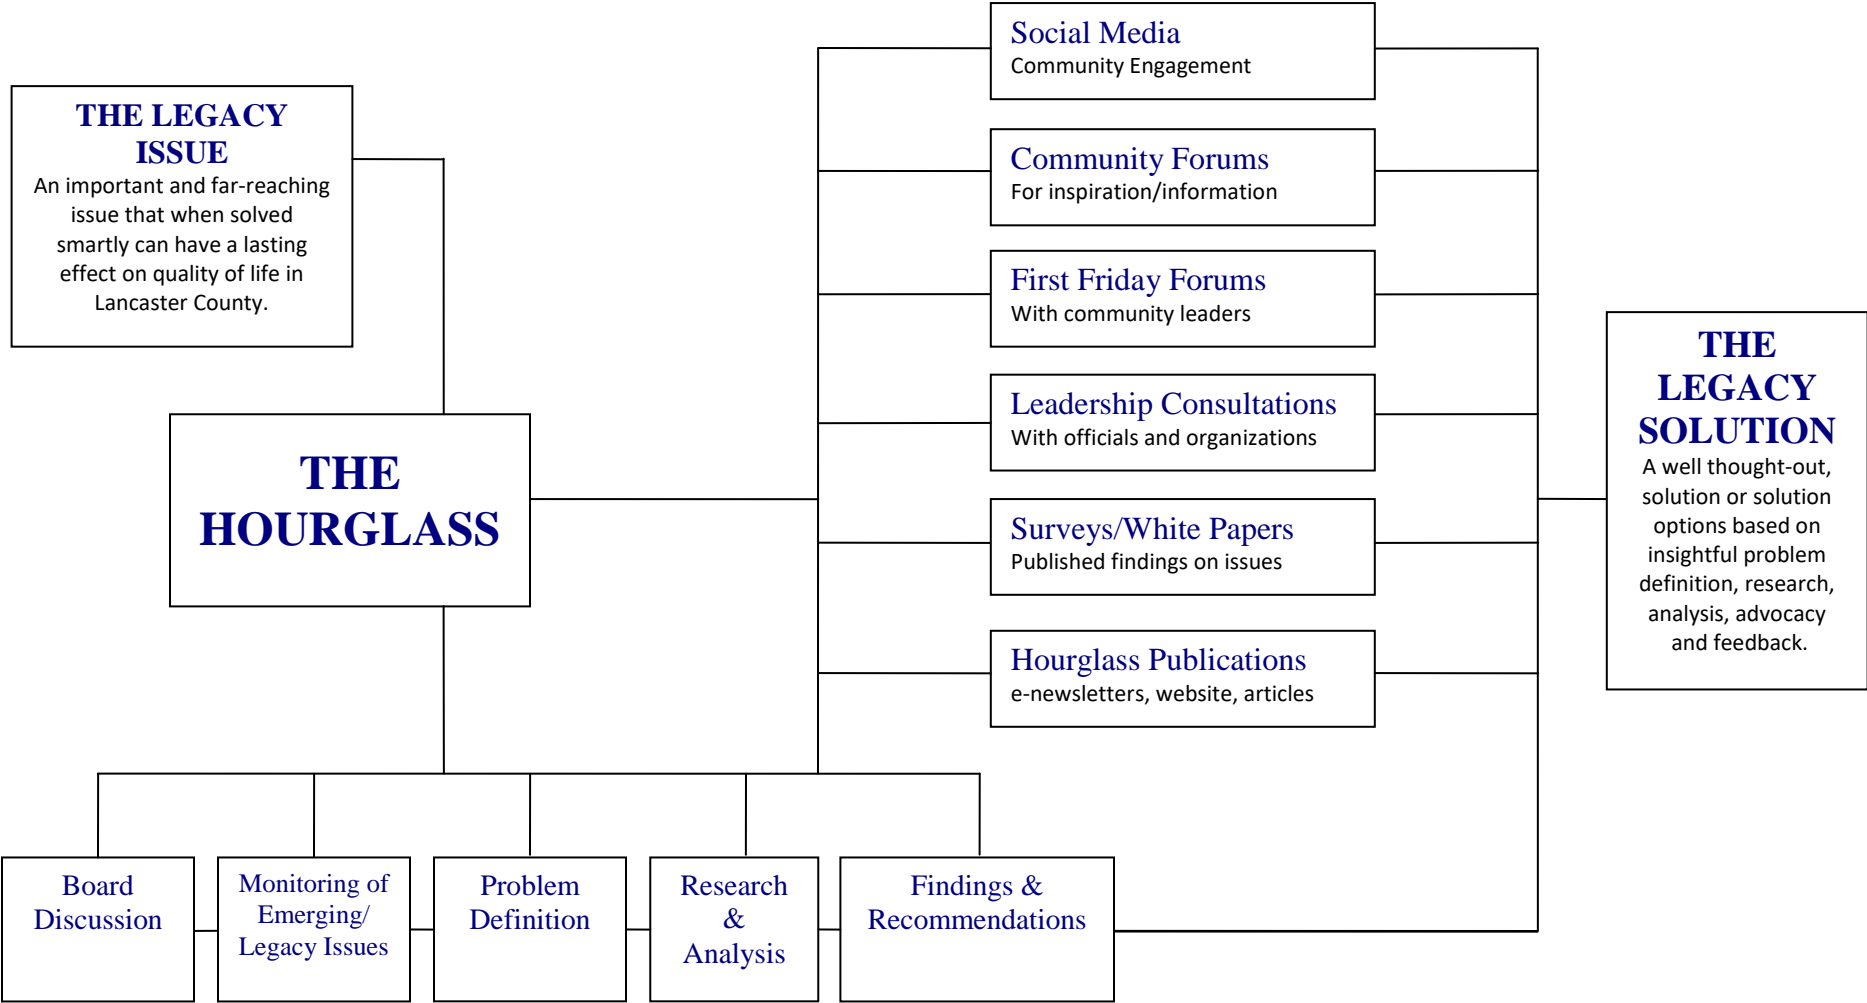 THE LEGACY
ISSUE
An important and far-reaching
issue that when solved
smartly can have a lasting
effect on quality of life in
Lancaster County.
THE
HOURGLASS
Social Media
Community Engagement
Community Forums
For inspiration/information
First Friday Forums
With community leaders
Leadership Consultations
With officials and organizations
Surveys/White Papers
Published findings on issues
Hourglass Publications
e-newsletters, website, articles
THE
LEGACY
SOLUTION
A well thought-out,
solution or solution
options based on
insightful problem
definition, research,
analysis, advocacy
and feedback.
Board
Discussion
Monitoring of
Emerging/
Legacy Issues
Problem
Definition
Research
&
Analysis
Findings &
Recommendations